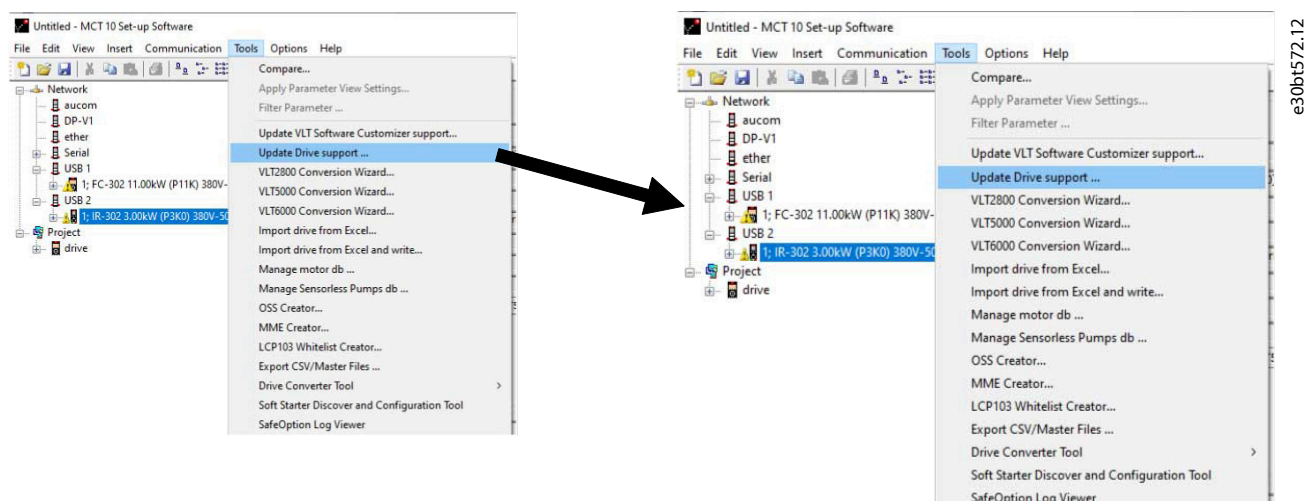 Untitled - MCT 10 Set-up Software
File Edit View Insert Communication Tools Options Help
Network
aucom
DP-V1
ether
Serial
USB 1
1; FC-302 11.00kW (P11K) 380V-
USB 2
1; IR-302 3.00kW (P3K0) 380V-50
Project
drive
Compare...
Apply Parameter View Settings...
Filter Parameter ...
Update VLT Software Customizer support...
Update Drive support ...
VLT2800 Conversion Wizard...
VLT5000 Conversion Wizard...
VLT6000 Conversion Wizard...
Import drive from Excel...
Import drive from Excel and write...
Manage motor db ...
Manage Sensorless Pumps db ...
OSS Creator...
MME Creator...
LCP103 Whitelist Creator...
Export CSV/Master Files ...
Drive Converter Tool
Soft Starter Discover and Configuration Tool
SafeOption Log Viewer
Untitled - MCT 10 Set-up Software
File Edit View Insert Communication Tools Options Help
Network
aucom
DP-V1
ether
Serial
USB 1
1; FC-302 11.00kW (P11K) 380V-
USB 2
1; IR-302 3.00kW (P3K0) 380V-50
Project
drive
Compare...
Apply Parameter View Settings...
Filter Parameter ...
Update VLT Software Customizer support...
Update Drive support ...
VLT2800 Conversion Wizard...
VLT5000 Conversion Wizard...
VLT6000 Conversion Wizard...
Import drive from Excel...
Import drive from Excel and write...
Manage motor db ...
Manage Sensorless Pumps db ...
OSS Creator...
MME Creator...
LCP103 Whitelist Creator...
Export CSV/Master Files ...
Drive Converter Tool
Soft Starter Discover and Configuration Tool
SafeOption Log Viewer
e30bt572.12